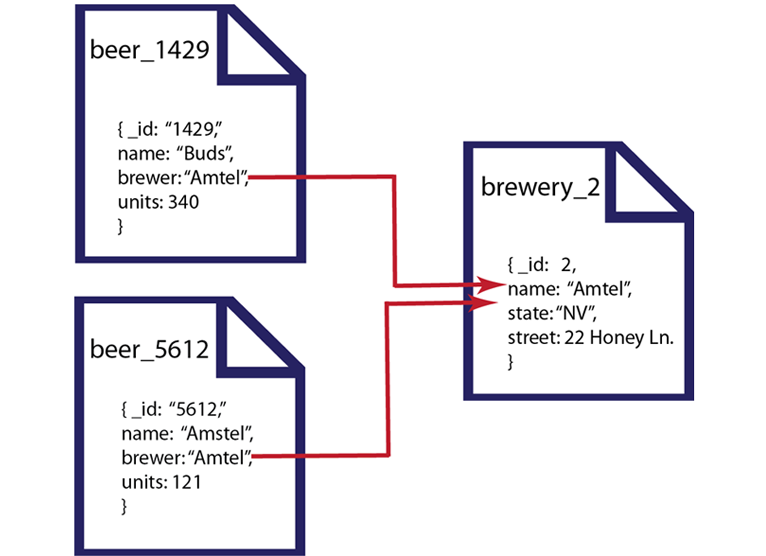 beer_1429
{ _id:  “1429,”
name: “Buds”,
brewer:“Amtel”,
units: 340
}
beer_5612
{ _id:  “5612,”
name:  “Amstel”,
brewer:“Amtel”,
units: 121
}
brewery_2
{ _id:   2,
name:  “Amtel”,
state:“NV”,
street: 22 Honey Ln.
}